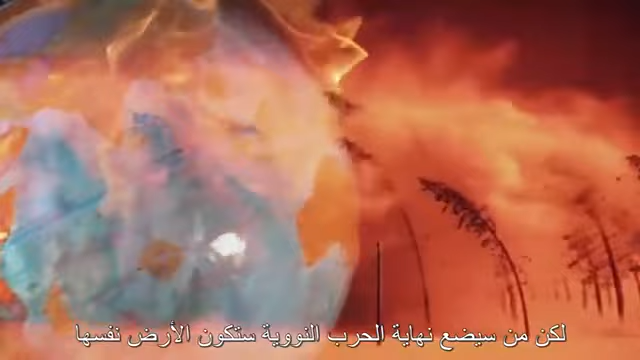 لكن من سيضع نهاية الحرب النووية ستكون الأرض نفسها